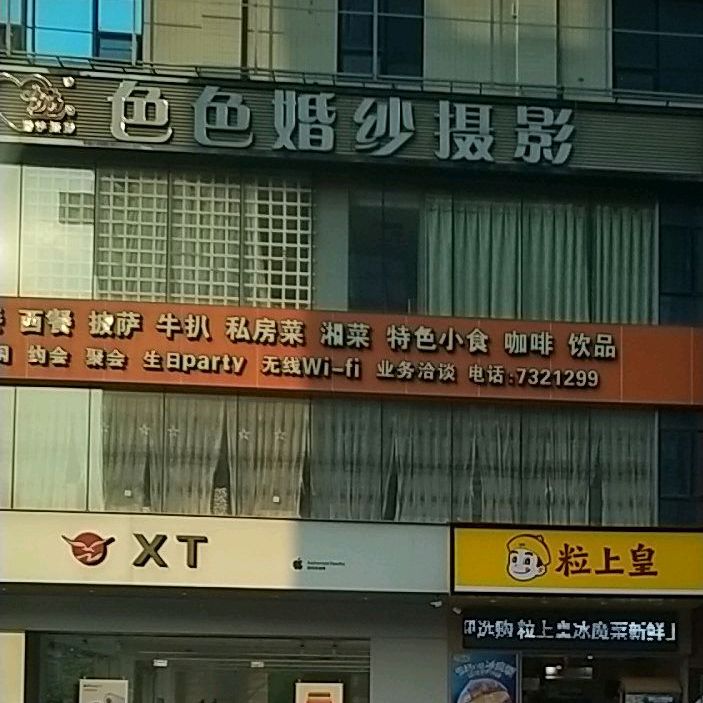 色色婚纱摄影
西餐 披萨 牛扒 私房菜 湘菜 特色小食 咖啡 饮品
约会 聚会 生日party 无线Wi-fi 业务洽谈 电话:7321299
XT
粒上皇
选购 粒上皇冰魔栗新鲜